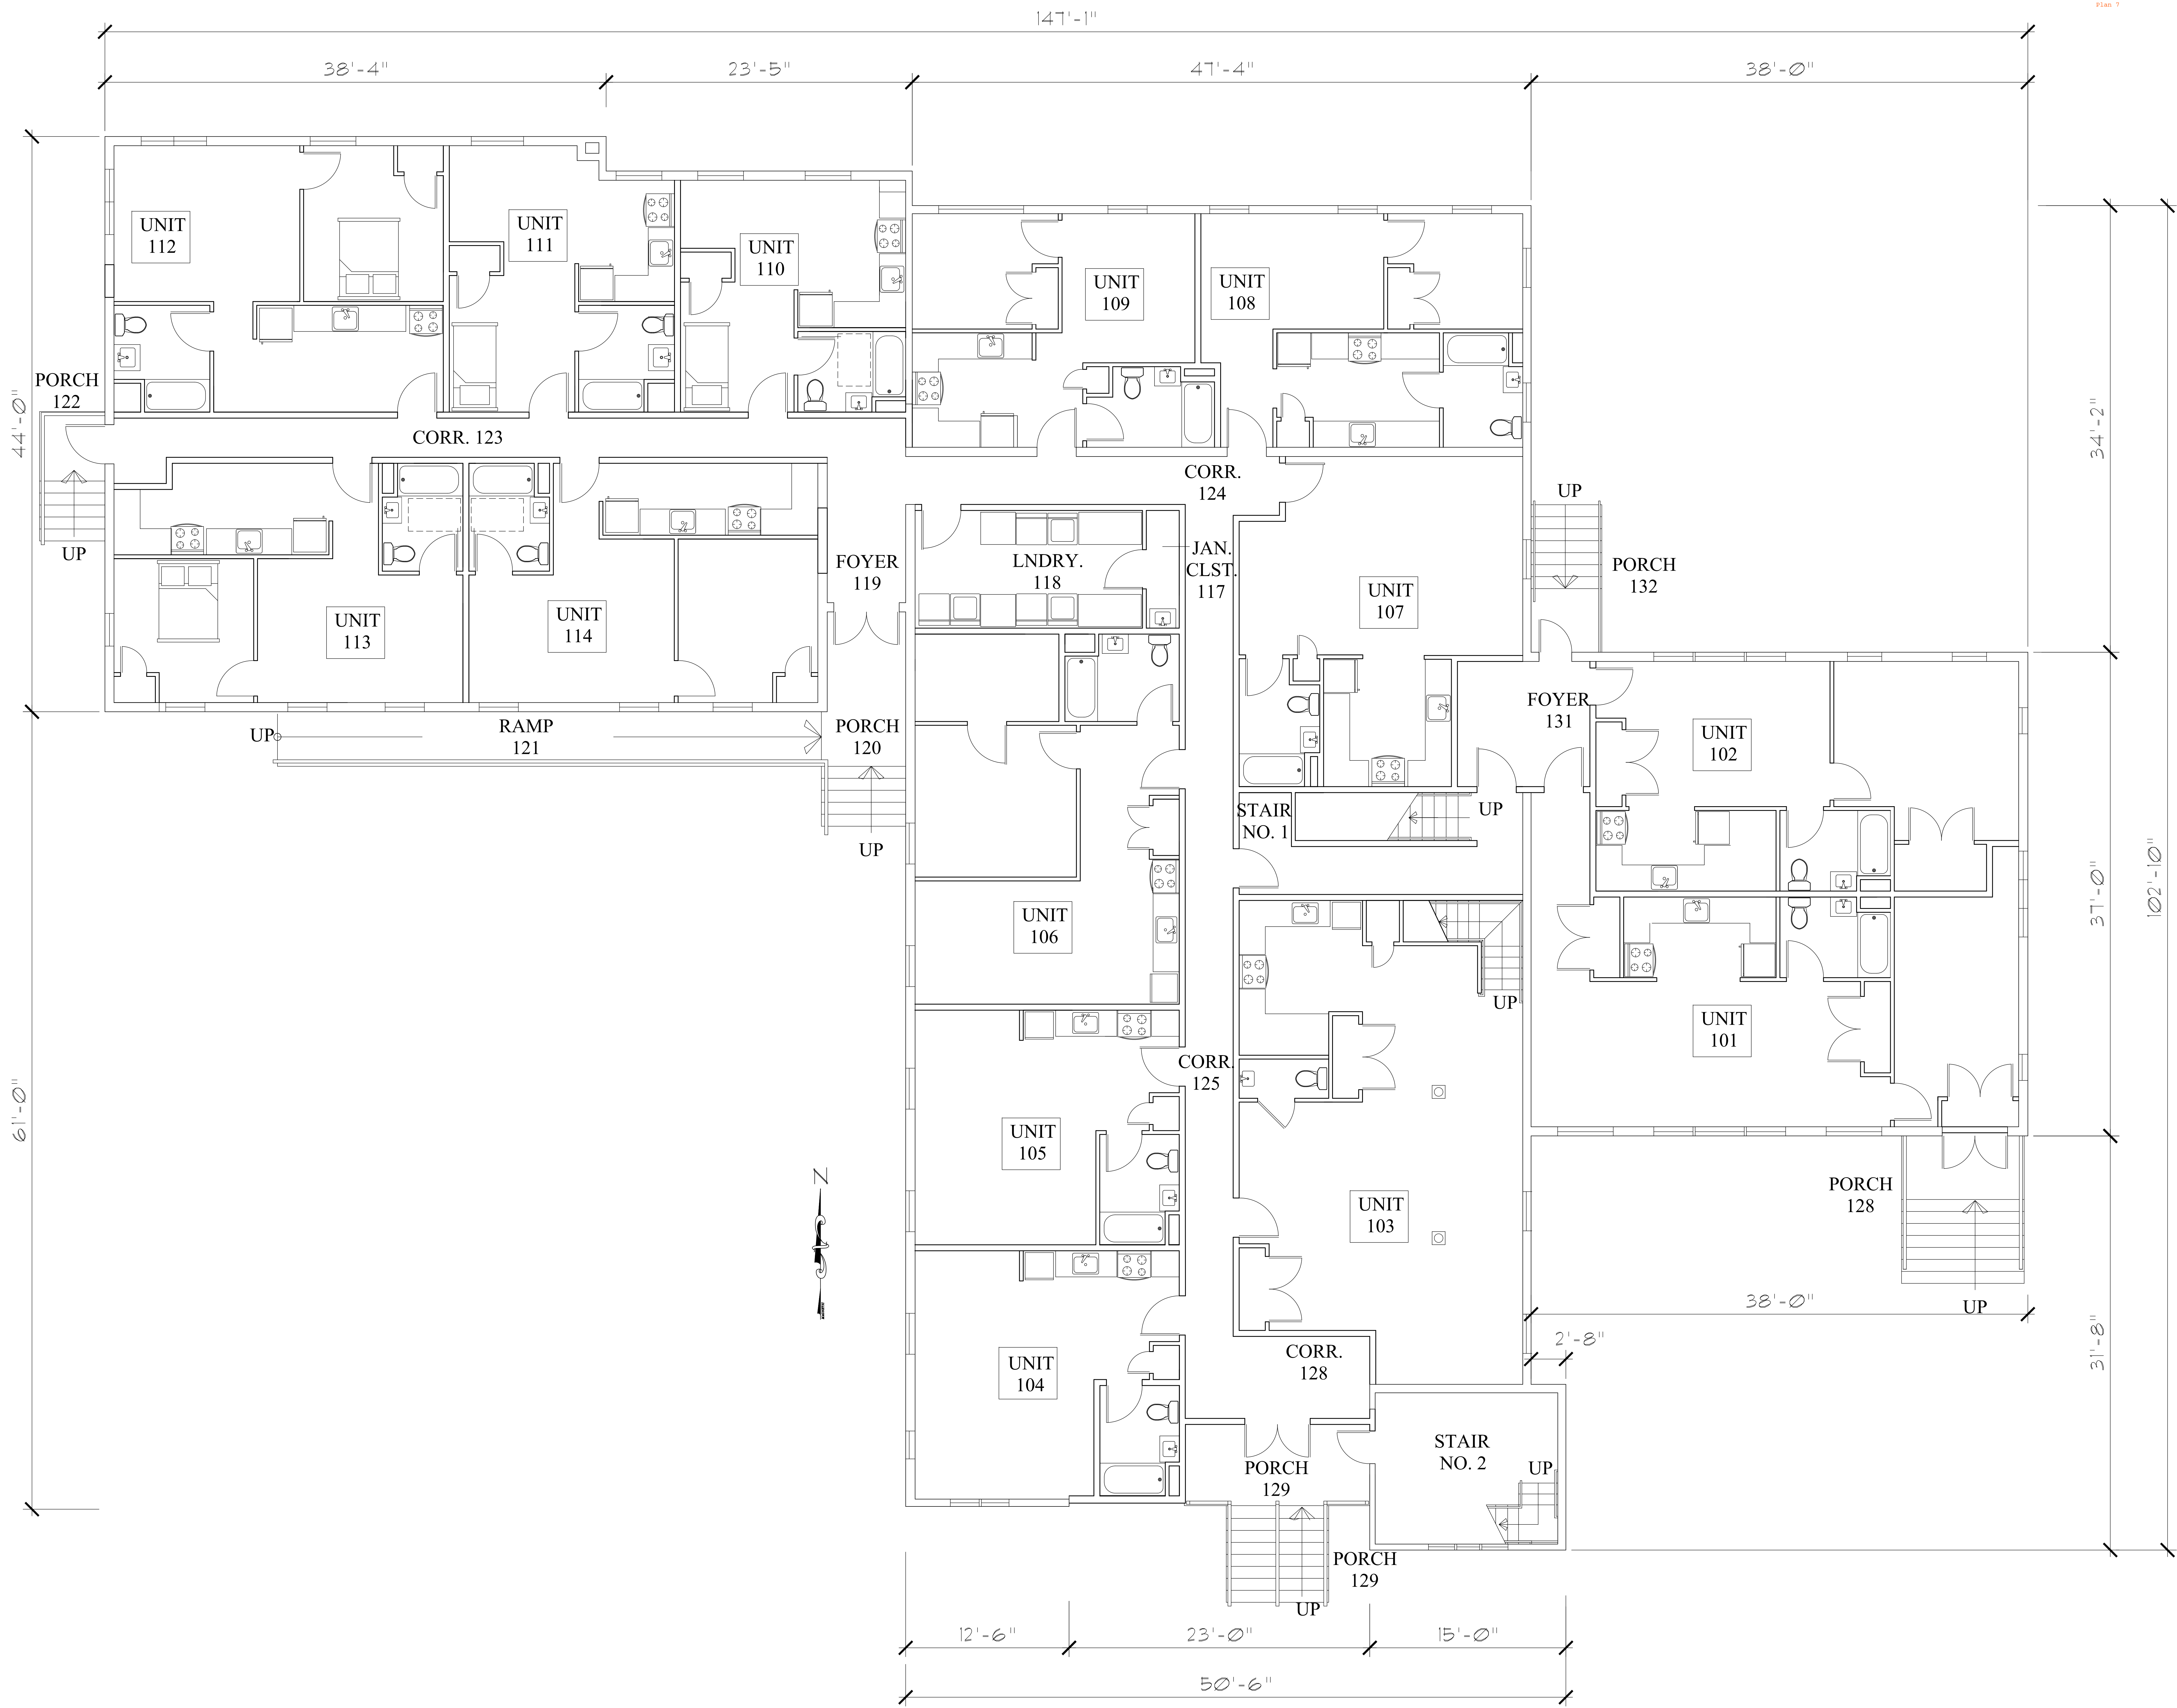 Plan 7
147'-1"
38'-4"
23'-5"
47'-4"
38'-0"
UNIT
112
UNIT
111
UNIT
110
UNIT
109
UNIT
108
PORCH
122
44'-0"
34'-2"
CORR. 123
CORR.
124
UP
UP
FOYER
119
LNDRY.
118
JAN.
CLST.
117
UNIT
107
PORCH
132
UNIT
113
UNIT
114
FOYER
131
UP
RAMP
121
PORCH
120
UNIT
102
STAIR
NO. 1
UP
UP
37'-0"
102'-10"
UNIT
106
UP
UNIT
101
CORR.
125
61'-0"
UNIT
105
N
UNIT
103
PORCH
128
UP
38'-0"
2'-8"
31'-8"
UNIT
104
CORR.
128
STAIR
NO. 2
UP
PORCH
129
PORCH
129
UP
12'-6"
23'-0"
15'-0"
50'-6"